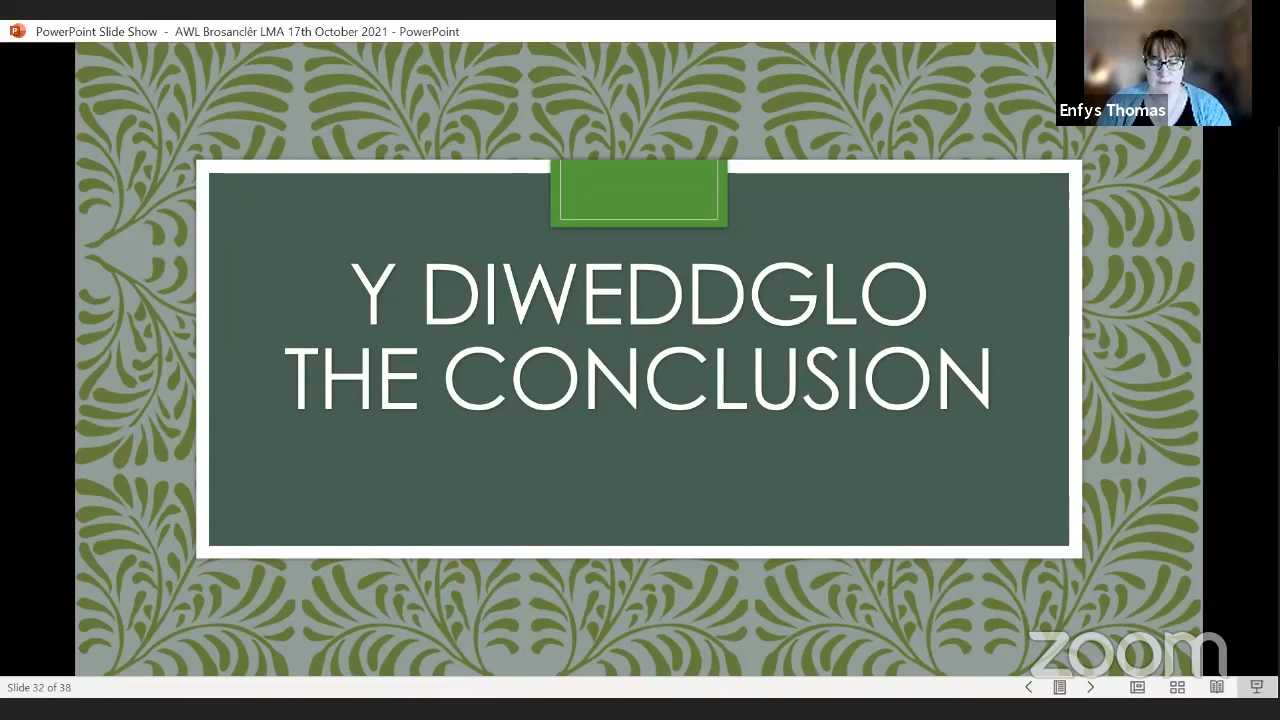 PowerPoint Slide Show - AWL Brosanclêr LMA 17th October 2021 - PowerPoint
Enfys Thomas
Y DIWEDDGLO
THE CONCLUSION
zoom
Slide 32 of 38